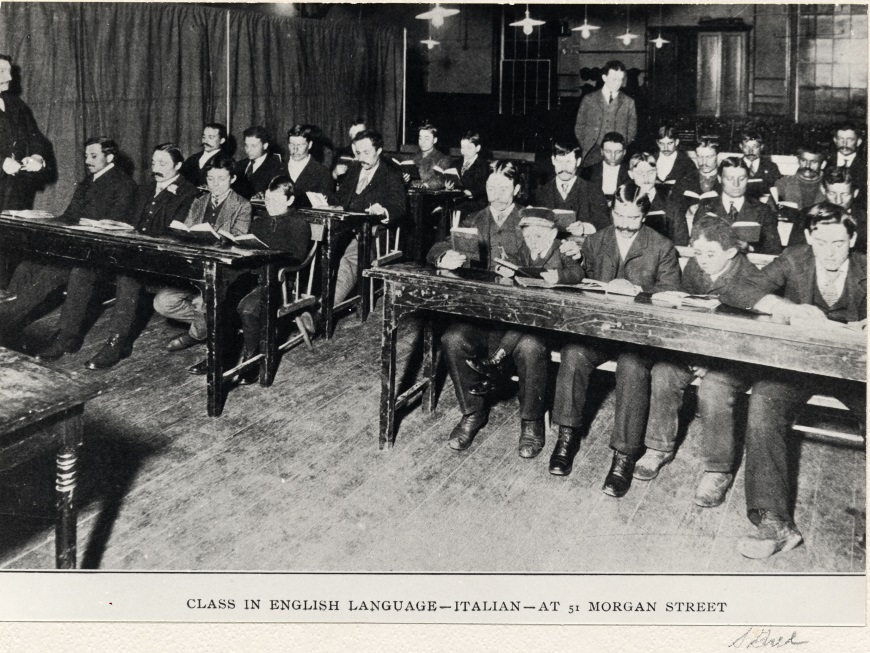 CLASS IN ENGLISH LANGUAGE—ITALIAN—AT 51 MORGAN STREET